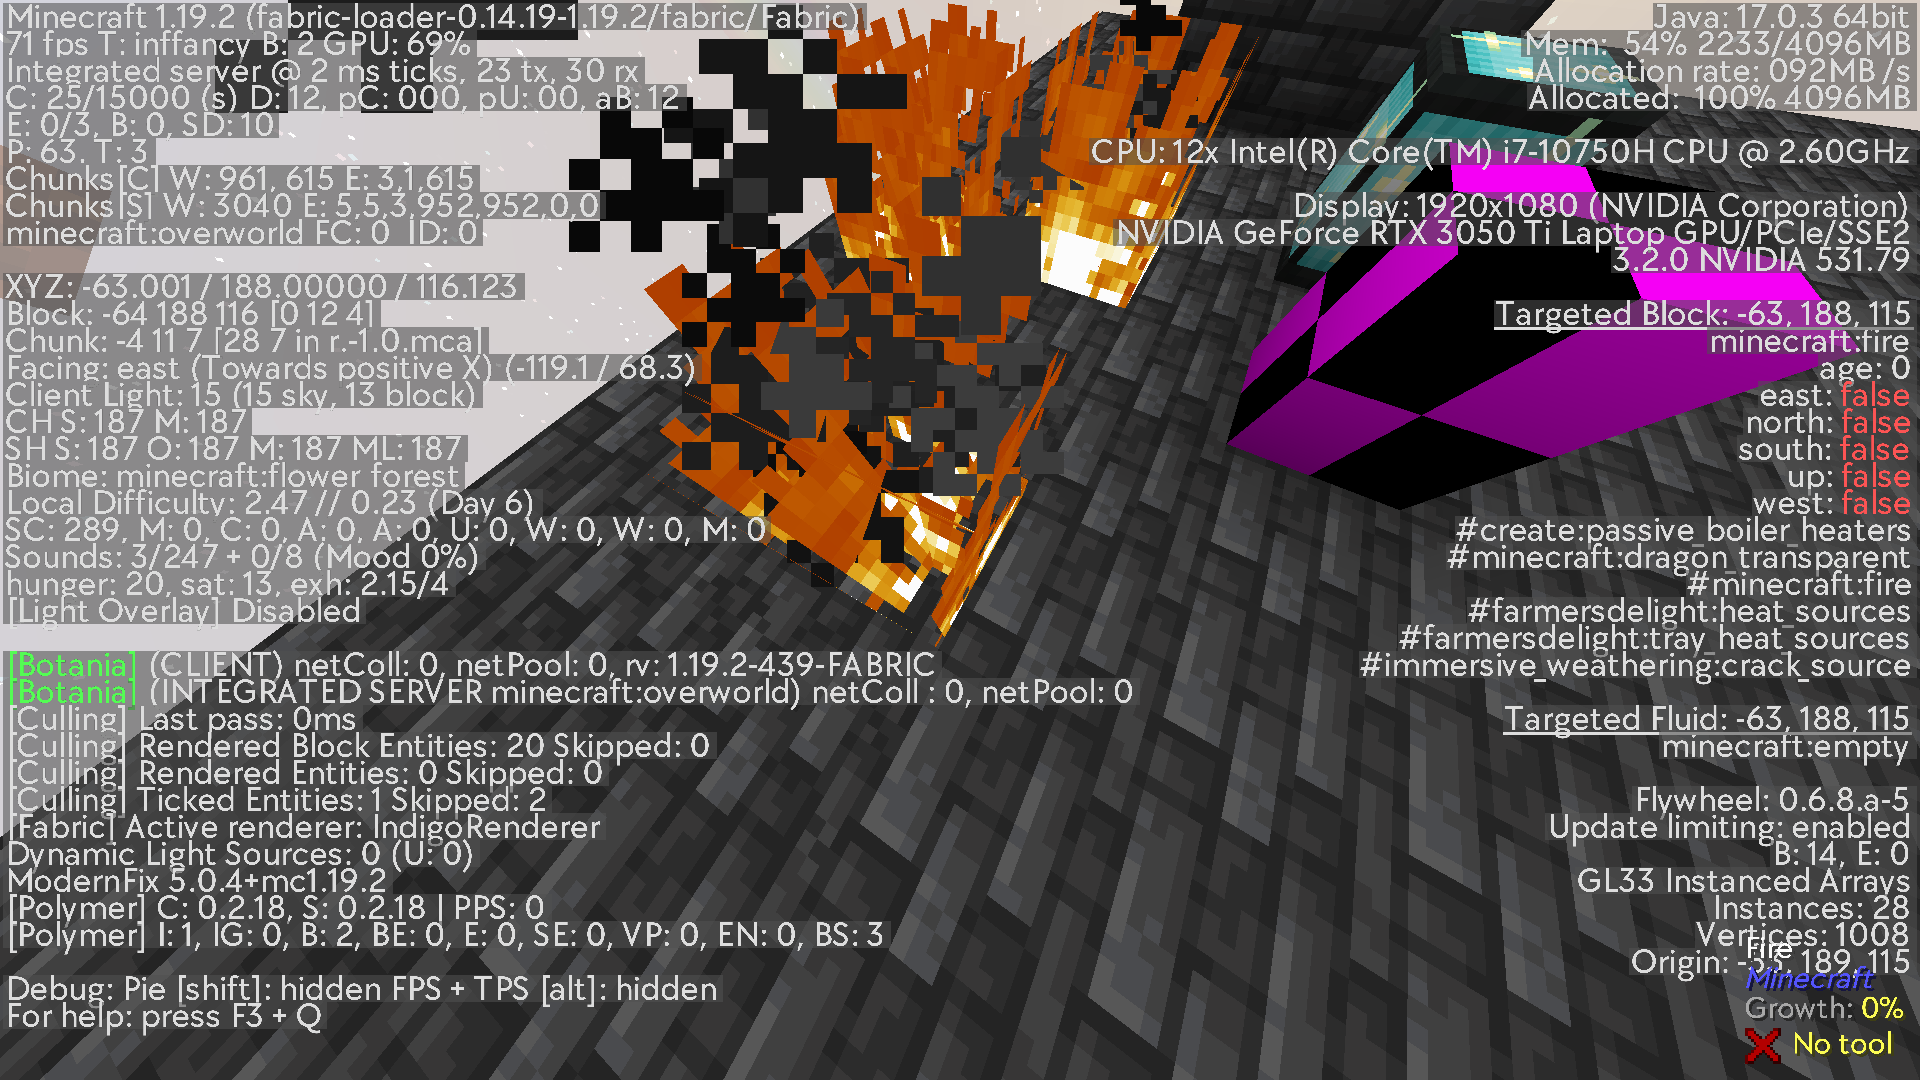 Minecraft 1.19.2 (fabric-loader-0.14.19-1.19.2/fabric/Fabric)
71 fps T: inffancy B: 2 GPU: 69%
Integrated server @ 2 ms ticks, 23 tx, 30 rx
C: 25/15000 (s) D: 12, pC: 000, pU: 00, aB: 12
E: 0/3, B: 0, SD: 10
P: 63. T: 3
Chunks[C] W: 961, 615 E: 3,1,615
Chunks[S] W: 3040 E: 5,5,3,952,952,0,0
minecraft:overworld FC: 0 ID: 0
XYZ: -63.001 / 188.00000 / 116.123
Block: -64 188 116 [0 12 4]
Chunk: -4 11 7 [28 7 in r.-1.0.mca]
Facing: east (Towards positive X) (-119.1 / 68.3)
Client Light: 15 (15 sky, 13 block)
CH S: 187 M: 187
SH S: 187 O: 187 M: 187 ML: 187
Biome: minecraft:flower_forest
Local Difficulty: 2.47 // 0.23 (Day 6)
SC: 289, M: 0, C: 0, A: 0, A: 0, U: 0, W: 0, W: 0, M: 0
Sounds: 3/247 + 0/8 (Mood 0%)
hunger: 20, sat: 13, exh: 2.15/4
[Light Overlay] Disabled
[Botania] (CLIENT) netColl: 0, netPool: 0, rv: 1.19.2-439-FABRIC
[Botania] (INTEGRATED SERVER minecraft:overworld) netColl : 0, netPool: 0
[Culling] Last pass: 0ms
[Culling] Rendered Block Entities: 20 Skipped: 0
[Culling] Rendered Entities: 0 Skipped: 0
[Culling] Ticked Entities: 1 Skipped: 2
[Fabric] Active renderer: IndigoRenderer
Dynamic Light Sources: 0 (U: 0)
ModernFix 5.0.4+mc1.19.2
[Polymer] C: 0.2.18, S: 0.2.18 | PPS: 0
[Polymer] I: 1, IG: 0, B: 2, BE: 0, E: 0, SE: 0, VP: 0, EN: 0, BS: 3
Debug: Pie [shift]: hidden FPS + TPS [alt]: hidden
For help: press F3 + Q
Java: 17.0.3 64bit
Mem: 54% 2233/4096MB
Allocation rate: 092MB /s
Allocated: 100% 4096MB
CPU: 12x Intel(R) Core(TM) i7-10750H CPU @ 2.60GHz
Display: 1920x1080 (NVIDIA Corporation)
NVIDIA GeForce RTX 3050 Ti Laptop GPU/PCIe/SSE2
3.2.0 NVIDIA 531.79
Targeted Block: -63, 188, 115
minecraft:fire
age: 0
east: false
north: false
south: false
up: false
west: false
#create:passive_boiler_heaters
#minecraft:dragon_transparent
#minecraft:fire
#farmersdelight:heat_sources
#farmersdelight:tray_heat_sources
#immersive_weathering:crack_source
Targeted Fluid: -63, 188, 115
minecraft:empty
Flywheel: 0.6.8.a-5
Update limiting: enabled
B: 14, E: 0
GL33 Instanced Arrays
Instances: 28
Vertices: 1008
Origin: 189, 115
Fire
Minecraft
Growth: 0%
No tool